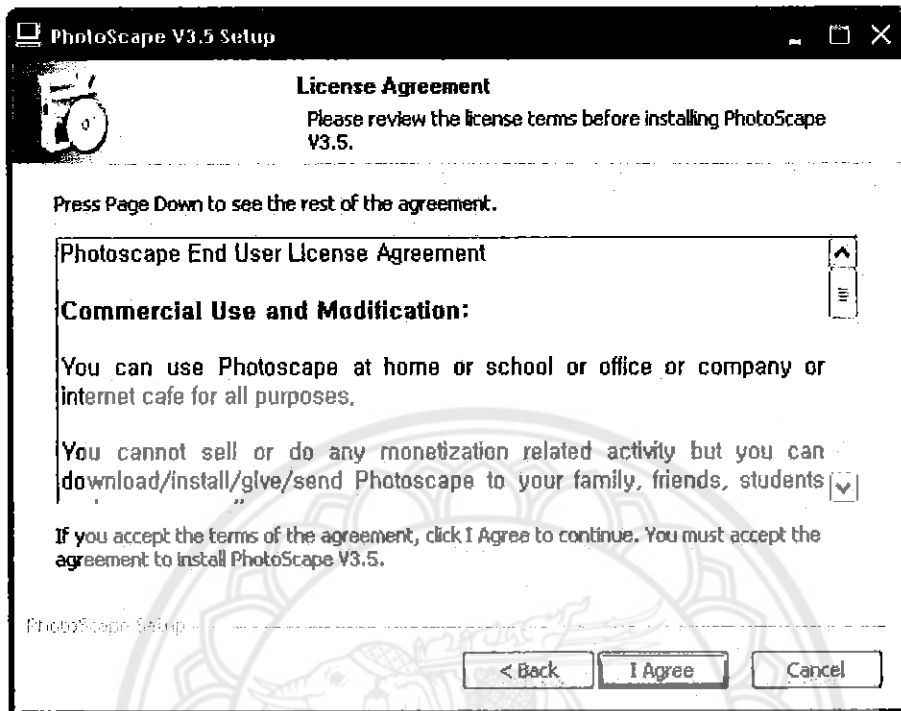 PhotoScape V3.5 Setup
License Agreement
Please review the license terms before installing PhotoScape
V3.5.
Press Page Down to see the rest of the agreement.
Photoscape End User License Agreement
Commercial Use and Modification:
You can use Photoscape at home or school or office or company or
internet cafe for all purposes.
You cannot sell or do any monetization related activity but you can
download/install/give/send Photoscape to your family, friends, students
If you accept the terms of the agreement, click I Agree to continue. You must accept the
agreement to install PhotoScape V3.5.
PhotoScape Setup
< Back I Agree Cancel